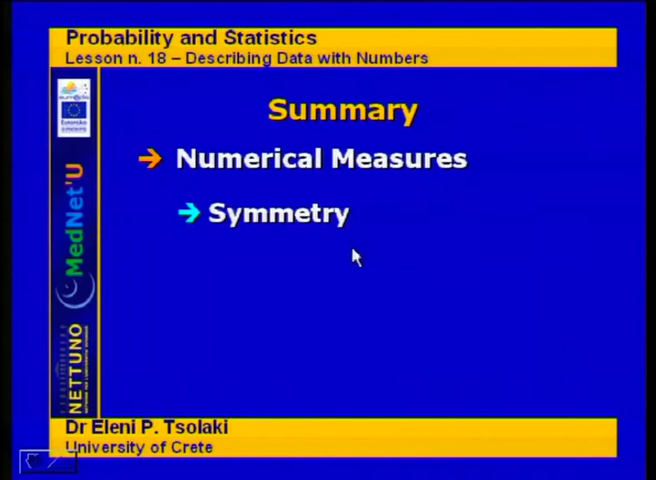 Probability and Statistics
Lesson n. 18 – Describing Data with Numbers
Summary
Numerical Measures
Symmetry
MedNet'U
NETTUNO
Dr Eleni P. Tsolaki
University of Crete